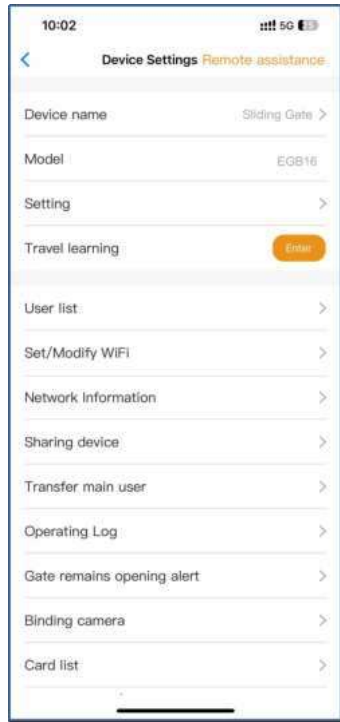 10:02 5G
Device Settings Remote assistance
Device name Sliding Gate
Model EGB16
Setting
Travel learning Enter
User list
Set/Modify WiFi
Network Information
Sharing device
Transfer main user
Operating Log
Gate remains opening alert
Binding camera
Card list